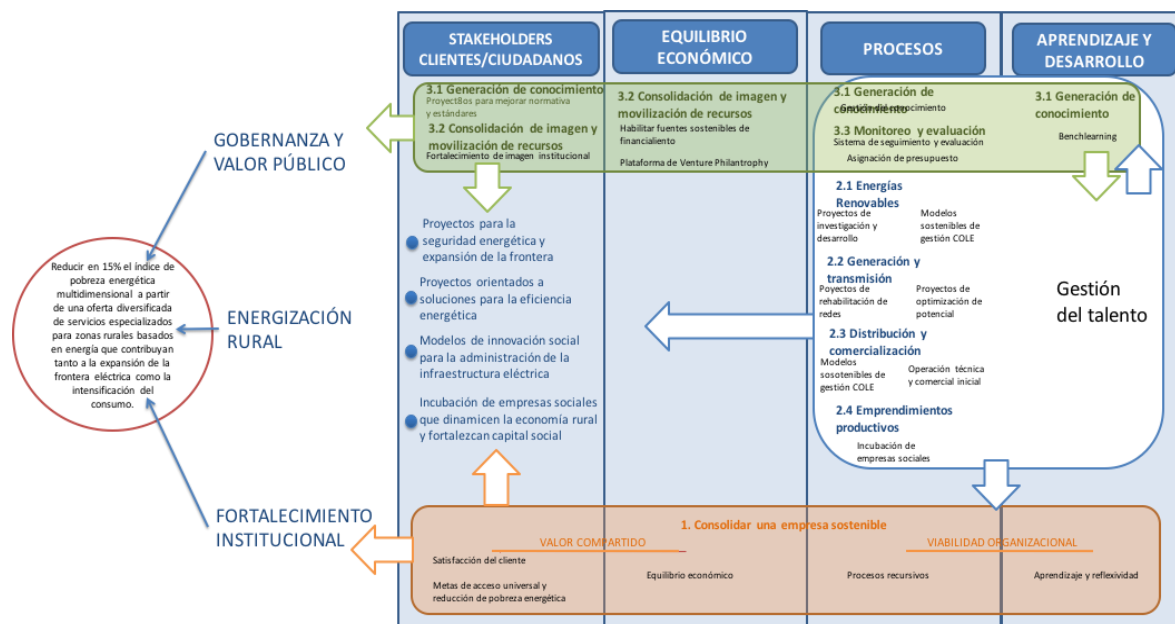 STAKEHOLDERS
CLIENTES/CIUDADANOS
EQUILIBRIO
ECONÓMICO
PROCESOS
APRENDIZAJE Y
DESARROLLO
GOBERNANZA Y
VALOR PÚBLICO
ENERGIZACIÓN
RURAL
FORTALECIMIENTO
INSTITUCIONAL
Reducir en 15% el índice de
pobreza energética
multidimensional a partir
de una oferta diversificada
de servicios especializados
para zonas rurales basados
en energía que contribuyan
tanto a la expansión de la
frontera eléctrica como la
intensificación del
consumo.
3.1 Generación de conocimiento
Proyect8os para mejorar normativa
y estándares
3.2 Consolidación de imagen y
movilización de recursos
Fortalecimiento de imagen institucional
3.2 Consolidación de imagen y
movilización de recursos
Habilitar fuentes sostenibles de
financialiento
Plataforma de Venture Philantrophy
3.1 Generación de
conocimiento
Gestión del conocimiento
3.3 Monitoreo y evaluación
Sistema de seguimiento y evaluación
Asignación de presupuesto
3.1 Generación de
conocimiento
Benchlearning
Proyectos para la
seguridad energética y
expansión de la frontera
Proyectos orientados a
soluciones para la eficiencia
energética
Modelos de innovación social
para la administración de la
infraestructura eléctrica
Incubación de empresas sociales
que dinamicen la economía rural
y fortalezcan capital social
2.1 Energías
Renovables
Proyectos de
investigación y
desarrollo
Modelos
sostenibles de
gestión COLE
2.2 Generación y
transmisión
Poyectos de
rehabilitación de
redes
Proyectos de
optimización de
potencial
2.3 Distribución y
comercialización
Modelos
sosotenibles de
gestión COLE
Operación técnica
y comercial inicial
2.4 Emprendimientos
productivos
Incubación de
empresas sociales
Gestión
del talento
1. Consolidar una empresa sostenible
VALOR COMPARTIDO
VIABILIDAD ORGANIZACIONAL
Satisfacción del cliente
Metas de acceso universal y
reducción de pobreza energética
Equilibrio económico
Procesos recursivos
Aprendizaje y reflexividad